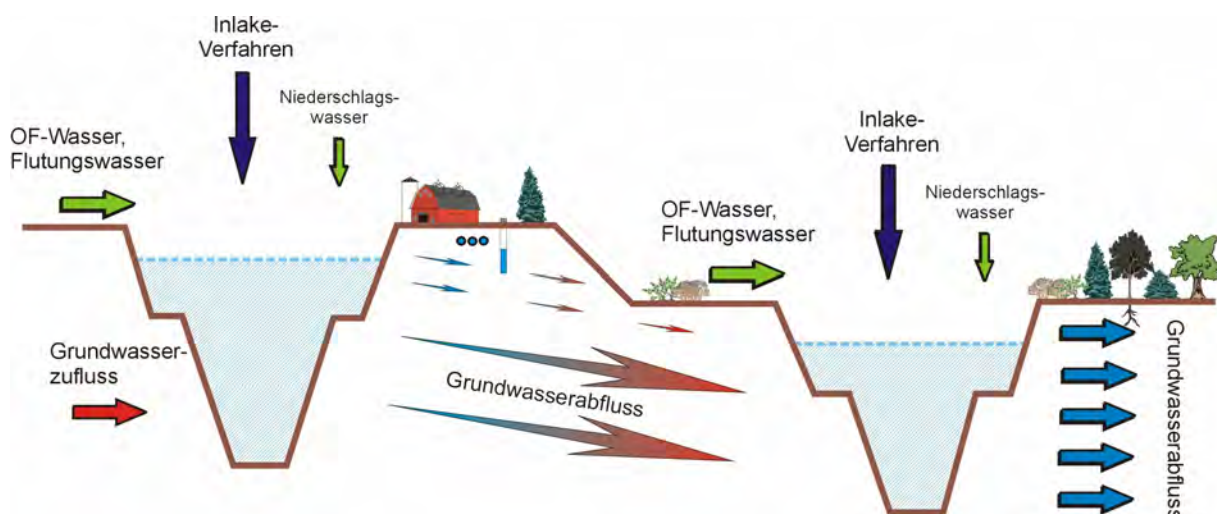 Inlake-
Verfahren
Niederschlags-
wasser
OF-Wasser,
Flutungswasser
Grundwasser-
zufluss
Grundwasserabfluss
OF-Wasser,
Flutungswasser
Inlake-
Verfahren
Niederschlags-
wasser
Grundwasserabfluss